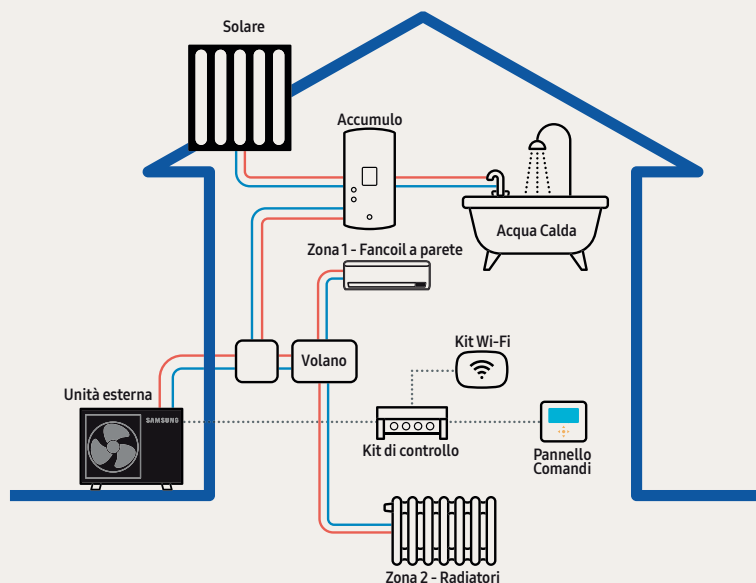 Solare
Accumulo
Acqua Calda
Zona 1 - Fancoil a parete
Volano
Kit Wi-Fi
Unità esterna
SAMSUNG
Kit di controllo
Pannello
Comandi
Zona 2 - Radiatori